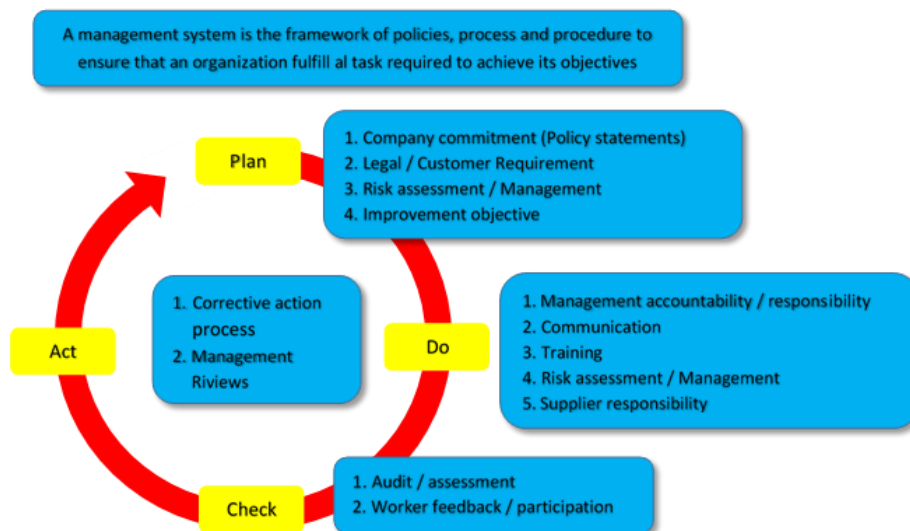 A management system is the framework of policies, process and procedure to
ensure that an organization fulfill al task required to achieve its objectives
Plan
1. Company commitment (Policy statements)
2. Legal / Customer Requirement
3. Risk assessment / Management
4. Improvement objective
Do
1. Management accountability / responsibility
2. Communication
3. Training
4. Risk assessment / Management
5. Supplier responsibility
Check
1. Audit / assessment
2. Worker feedback / participation
Act
1. Corrective action
process
2. Management
Riviews